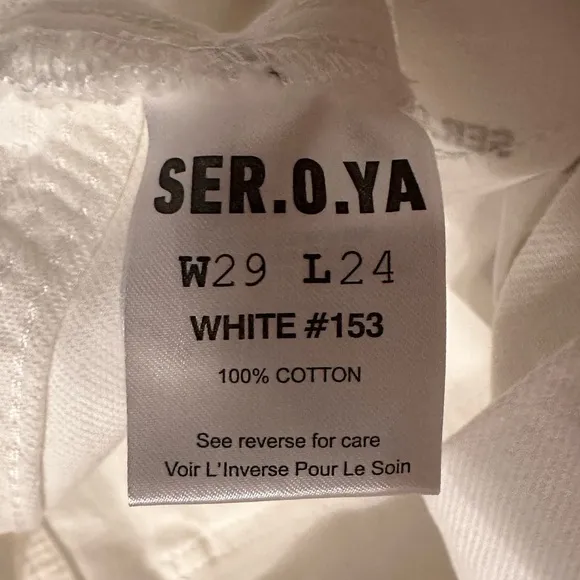 SER.O.YA
W29 L24
WHITE #153
100% COTTON
See reverse for care
Voir L'Inverse Pour Le Soin